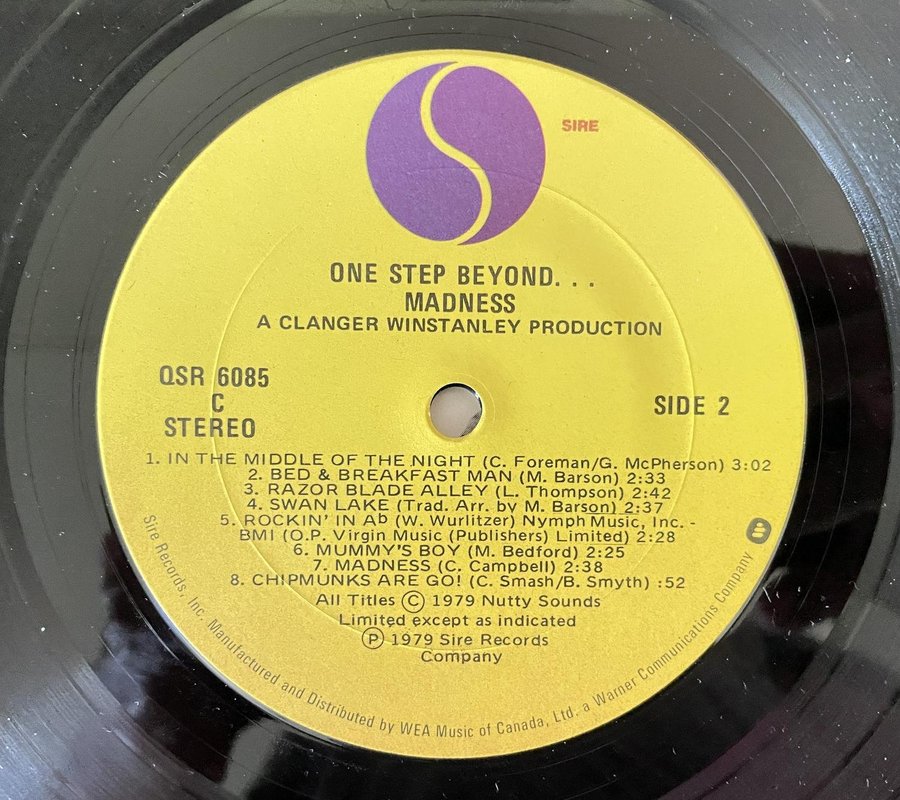 SIRE
ONE STEP BEYOND. . .
MADNESS
A CLANGER WINSTANLEY PRODUCTION
QSR 6085
C
STEREO
SIDE 2
1. IN THE MIDDLE OF THE NIGHT (C. Foreman/G. McPherson) 3:02
2. BED & BREAKFAST MAN (M. Barson) 2:33
3. RAZOR BLADE ALLEY (L. Thompson) 2:42
4. SWAN LAKE (Trad. Arr. by M. Barson) 2:37
5. ROCKIN' IN Ab (W. Wurlitzer) Nymph Music, Inc. -
BMI (O.P. Virgin Music (Publishers) Limited) 2:28
6. MUMMY'S BOY (M. Bedford) 2:25
7. MADNESS (C. Campbell) 2:38
8. CHIPMUNKS ARE GO! (C. Smash/B. Smyth) :52
All Titles Ⓒ 1979 Nutty Sounds
Limited except as indicated
Ⓟ 1979 Sire Records
Company
Sire Records, Inc. Manufactured and Distributed by WEA Music of Canada, Ltd. a Warner Communications Company